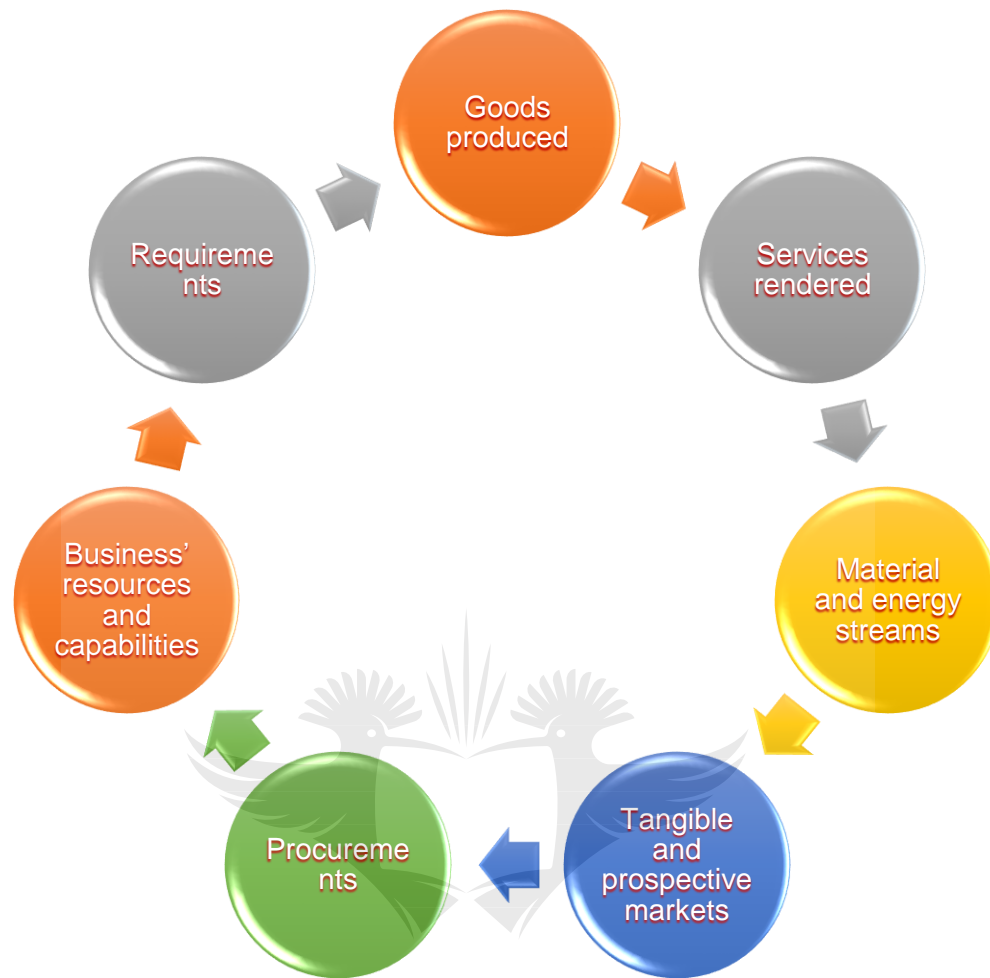 Goods
produced
Services
rendered
Material
and energy
streams
Tangible
and
prospective
markets
Procureme
nts
Business’
resources
and
capabilities
Requireme
nts